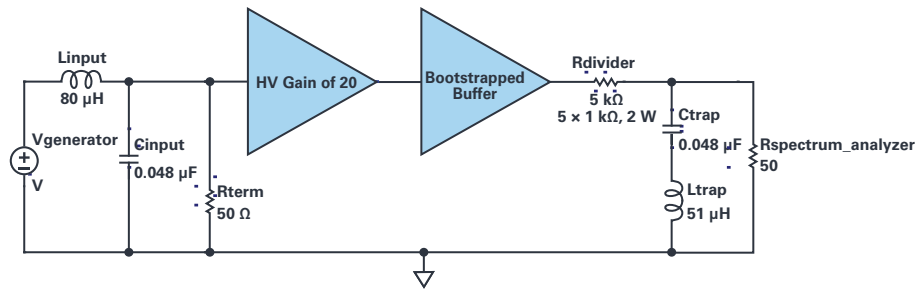 Linput
80 µH
Vgenerator
V
Cinput
0.048 µF
Rterm
50 Ω
HV Gain of 20
Bootstrapped
Buffer
Rdivider
5 kΩ
5 × 1 kΩ, 2 W
Ctrap
0.048 µF
Ltrap
51 µH
Rspectrum_analyzer
50